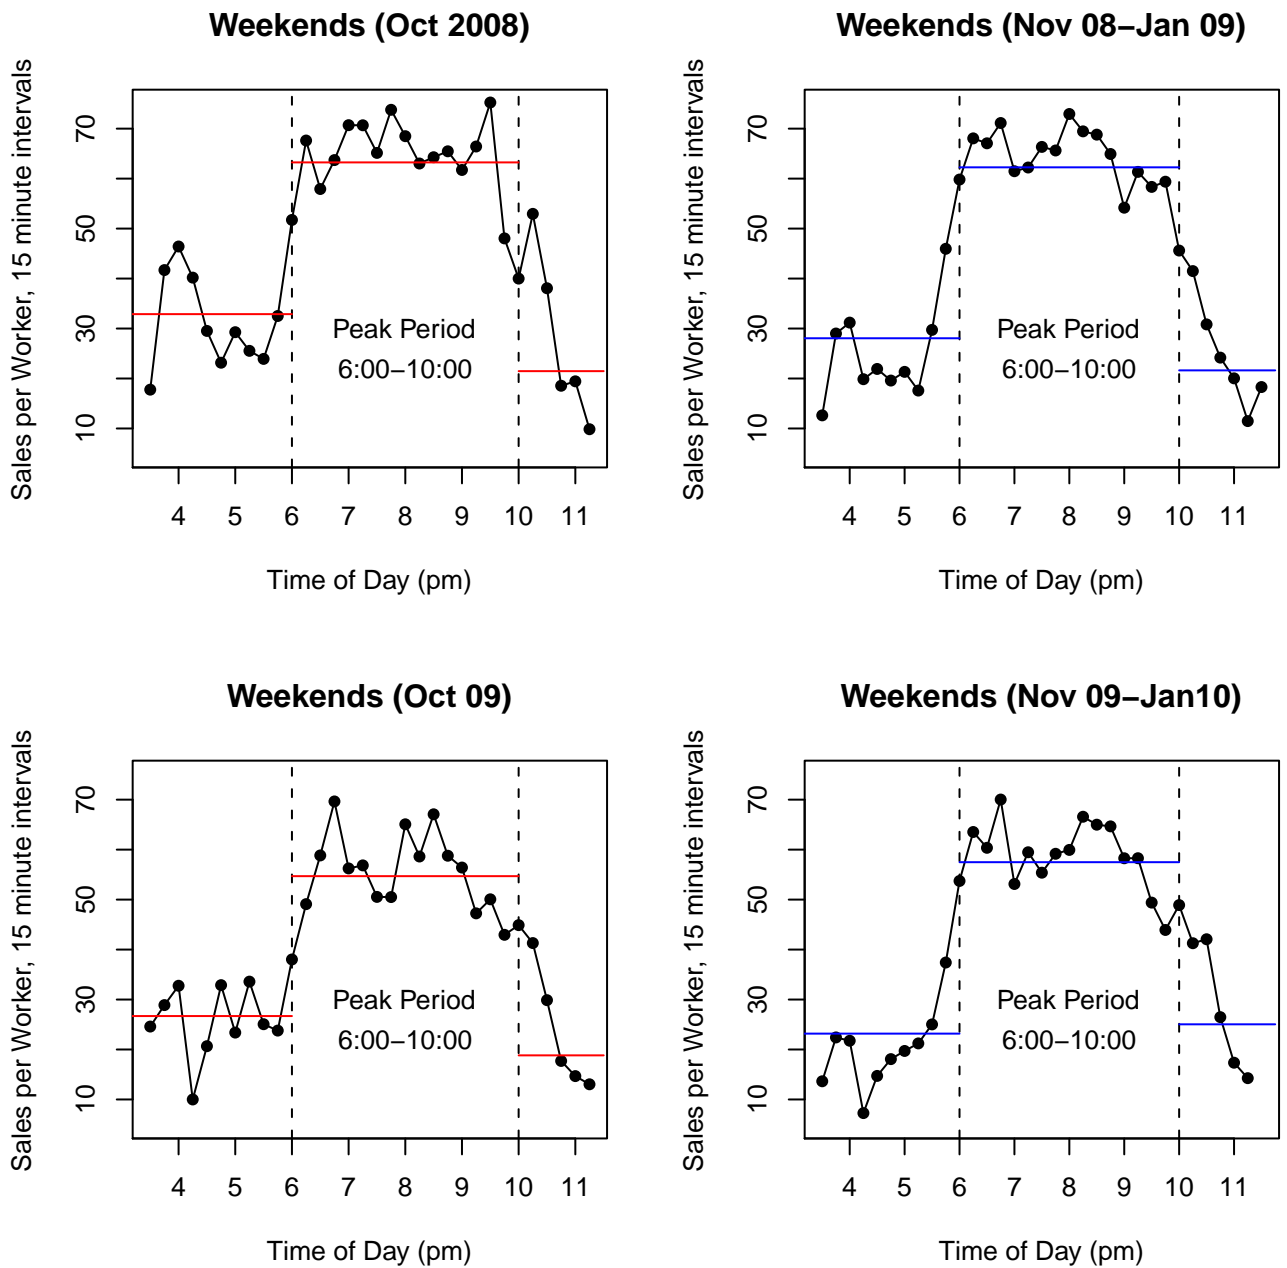 Weekends (Oct 2008)
Sales per Worker, 15 minute intervals
70
50
30
10
Peak Period
6:00−10:00
4 5 6 7 8 9 10 11
Time of Day (pm)
Weekends (Nov 08−Jan 09)
Sales per Worker, 15 minute intervals
70
50
30
10
Peak Period
6:00−10:00
4 5 6 7 8 9 10 11
Time of Day (pm)
Weekends (Oct 09)
Sales per Worker, 15 minute intervals
70
50
30
10
Peak Period
6:00−10:00
4 5 6 7 8 9 10 11
Time of Day (pm)
Weekends (Nov 09−Jan10)
Sales per Worker, 15 minute intervals
70
50
30
10
Peak Period
6:00−10:00
4 5 6 7 8 9 10 11
Time of Day (pm)